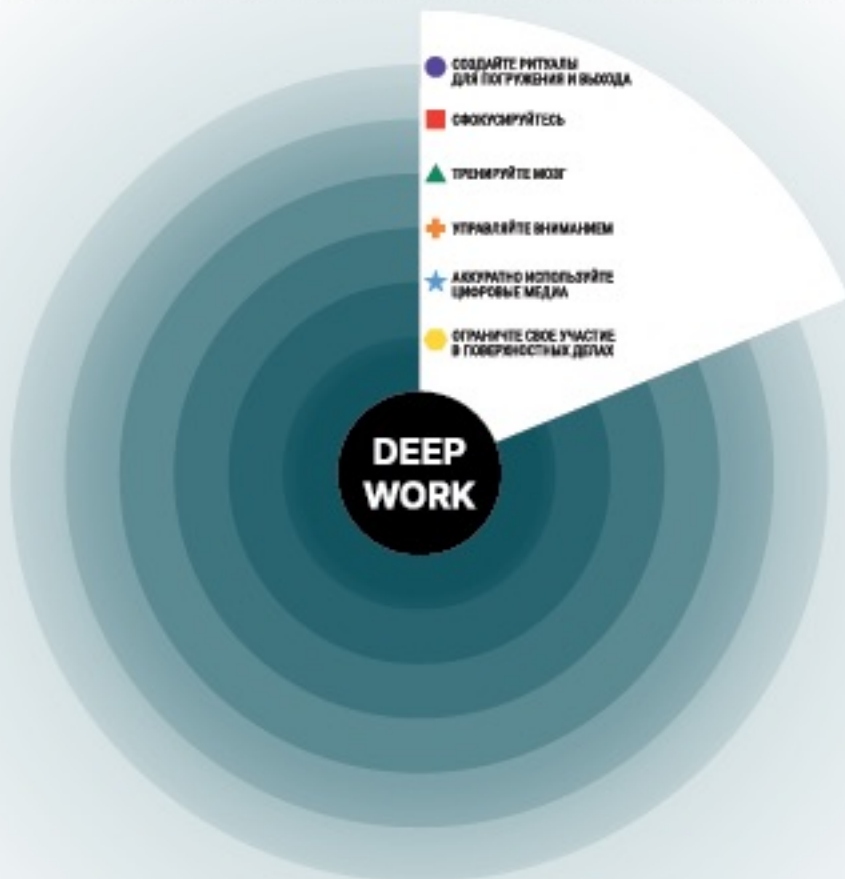 СОЗДАЙТЕ РИТУАЛЫ
ДЛЯ ПОГРУЖЕНИЯ И ВЫХОДА
СФОКУСИРУЙТЕСЬ
ТРЕНИРУЙТЕ МОЗГ
УПРАВЛЯЙТЕ ВНИМАНИЕМ
АККУРАТНО ИСПОЛЬЗУЙТЕ
ЦИФРОВЫЕ МЕДИА
ОГРАНИЧТЕ СВОЕ УЧАСТИЕ
В ПОВЕРХНОСТНЫХ ДЕЛАХ
DEEP
WORK